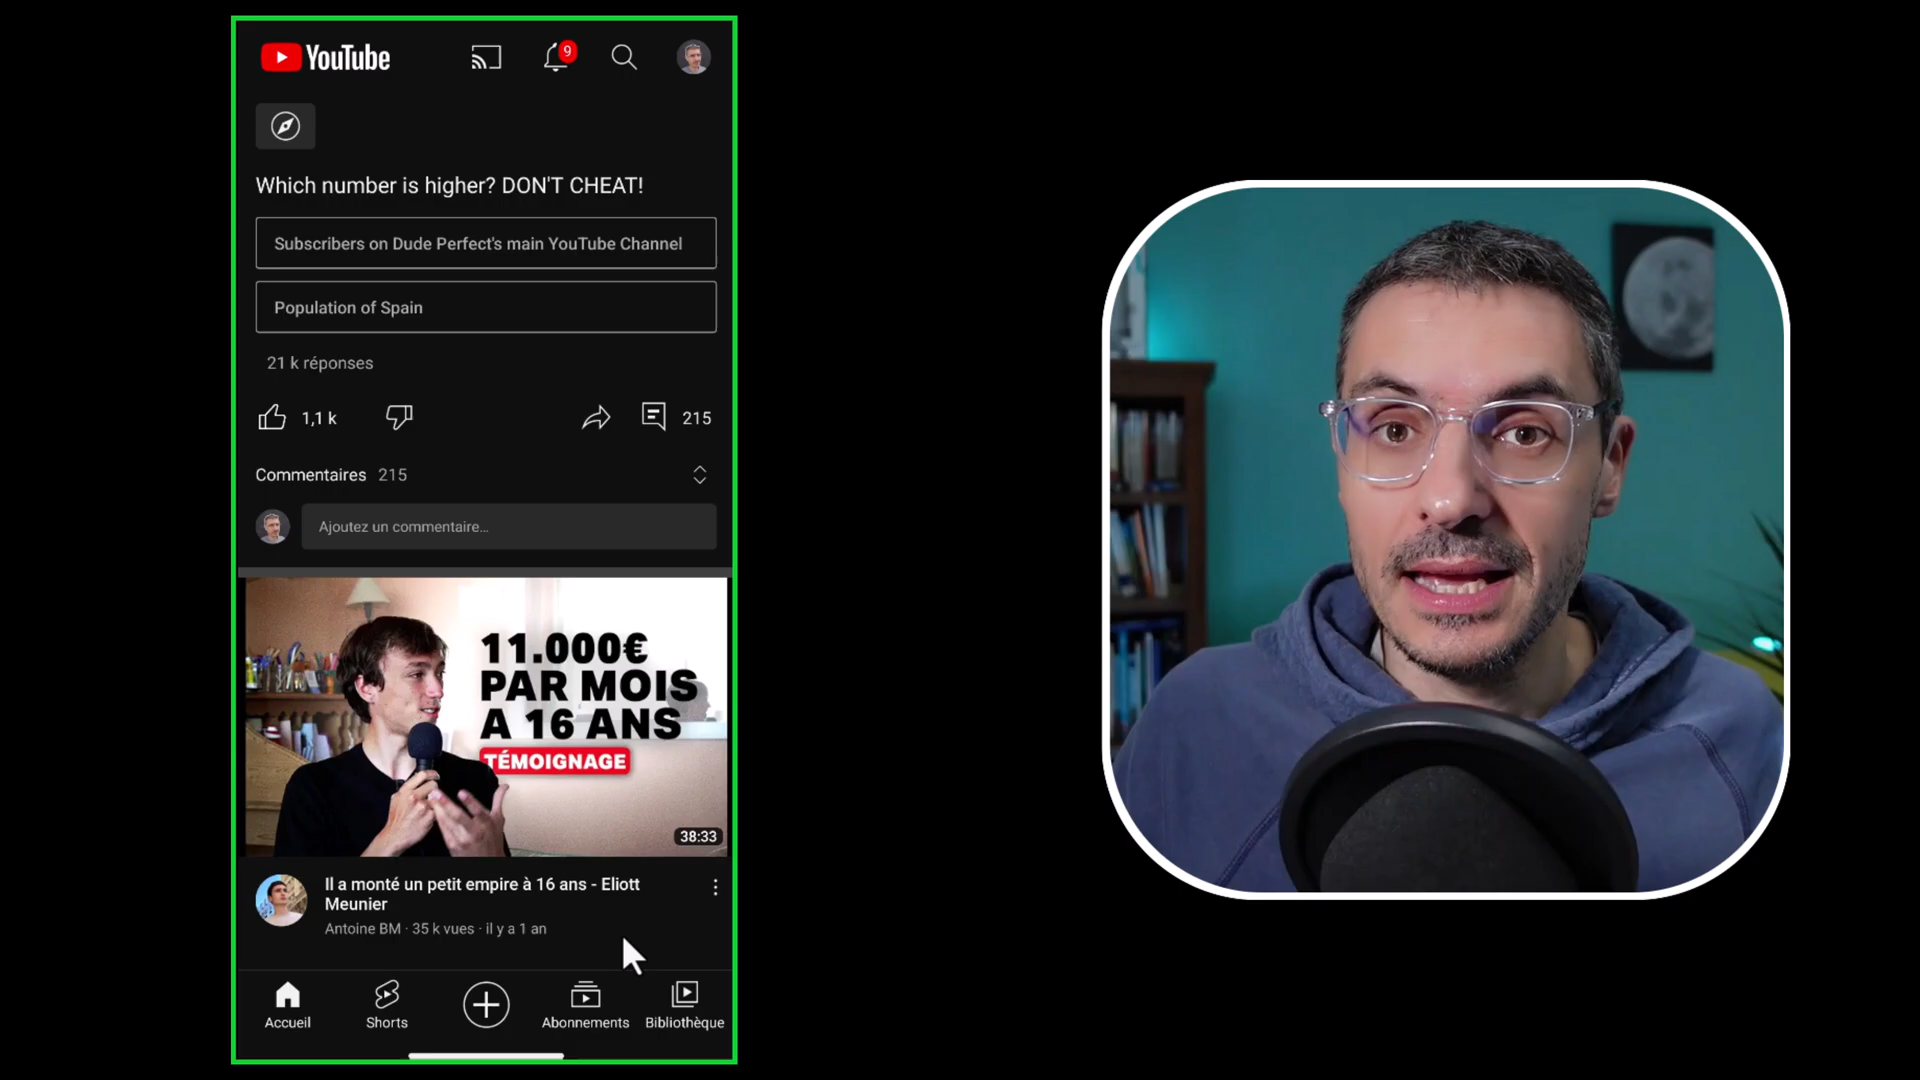 YouTube
9
Which number is higher? DON'T CHEAT!
Subscribers on Dude Perfect's main YouTube Channel
Population of Spain
21 k réponses
1,1 k
215
Commentaires 215
Ajoutez un commentaire...
11.000€
PAR MOIS
A 16 ANS
TÉMOIGNAGE
38:33
Il a monté un petit empire à 16 ans - Eliott
Meunier
Antoine BM · 35 k vues · il y a 1 an
Accueil
Shorts
Abonnements
Bibliothèque